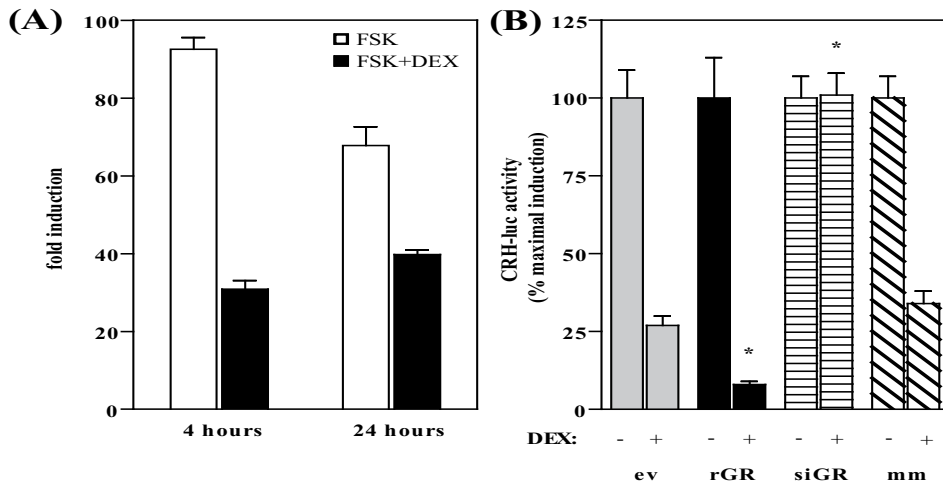 (A)
fold induction
100
80
60
40
20
0
FSK
FSK+DEX
4 hours
24 hours
(B)
CRH-luc activity
(% maximal induction)
125
100
75
50
25
0
*
*
DEX: - + - + - + - +
ev rGR siGR mm